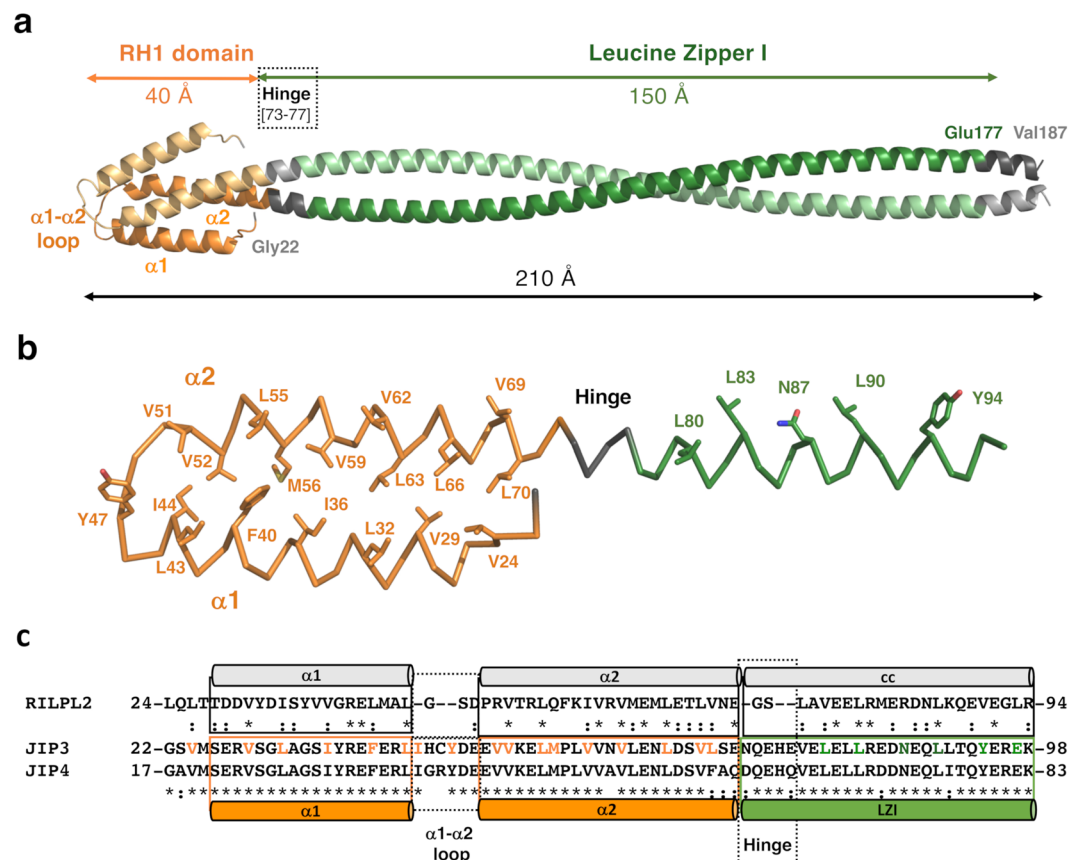 a
RH1 domain
Leucine Zipper I
40 Å
Hinge
[73-77]
150 Å
Glu177 Val187
α1-α2
loop
α2
α1
Gly22
210 Å
b
α2
L55
V62
V69
V51
V52
V59
M56
L63
L66
L70
Hinge
L80
L83
N87
L90
Y94
Y47
I44
L43
F40
I36
L32
V29
V24
α1
c
α1 α2 cc
RILPL2 24-LQLTTDDVYDISYVVGRELMAL-G--SDPRVTRLQFKIVRVMEMLETLVNE-GS--LAVEELRMERDNLKQEVEGLR-94
JIP3 22-GSVMSERVSGLAGSIYREFERLIHCYDEEVVKELMPLVVNVLENLDSVLSENQEHEVELELLREDNEQLLTQYEREK-98
JIP4 17-GAVMSERVSGLAGSIYREFERLIGRYDEEVVKELMPLVVAVLENLDSVFAQDQEHQVELELLRDDNEQLITQYEREK-83
α1 α2 LZI
α1-α2
loop
Hinge